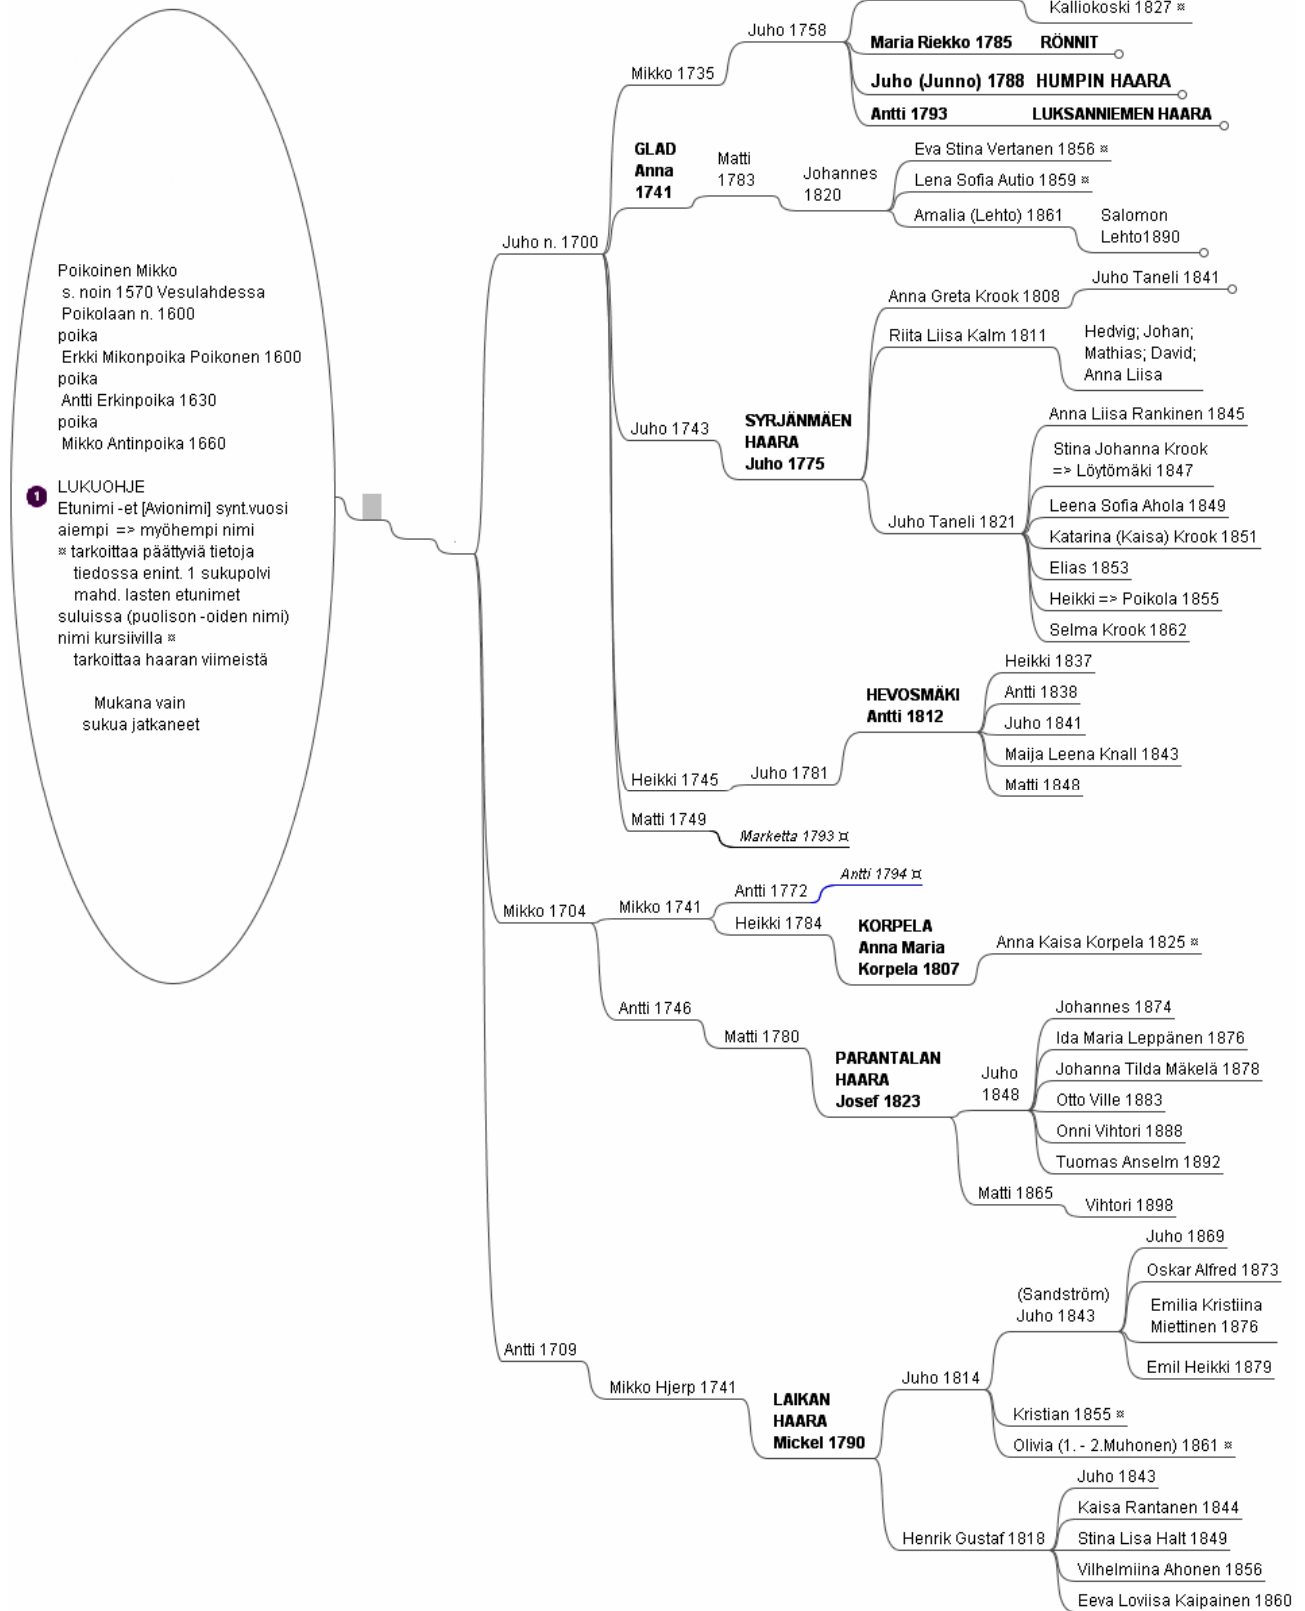 Poikoinen Mikko
s. noin 1570 Vesulahdessa
Poikolaan n. 1600
poika
Erkki Mikonpoika Poikonen 1600
poika
Antti Erkinpoika 1630
poika
Mikko Antinpoika 1660
1
LUKUOHJE
Etunimi -et [Avionimi] synt.vuosi
aiempi => myöhempi nimi
¤ tarkoittaa päättyviä tietoja
tiedossa enint. 1 sukupolvi
mahd. lasten etunimet
suluissa (puolison -oiden nimi)
nimi kursiivilla ¤
tarkoittaa haaran viimeistä
Mukana vain
sukua jatkaneet
Juho n. 1700
Mikko 1735
Juho 1758
Kalliokoski 1827 ¤
Maria Riekko 1785 RÖNNIT
Juho (Junno) 1788 HUMPIN HAARA
Antti 1793 LUKSANNIEMEN HAARA
GLAD
Anna
1741
Matti
1783
Johannes
1820
Eva Stina Vertanen 1856 ¤
Lena Sofia Autio 1859 ¤
Amalia (Lehto) 1861
Salomon
Lehto1890
Juho 1743
SYRJÄNMÄEN
HAARA
Juho 1775
Anna Greta Krook 1808
Juho Taneli 1841
Riita Liisa Kalm 1811
Hedvig; Johan;
Mathias; David;
Anna Liisa
Juho Taneli 1821
Anna Liisa Rankinen 1845
Stina Johanna Krook
=> Löytömäki 1847
Leena Sofia Ahola 1849
Katarina (Kaisa) Krook 1851
Elias 1853
Heikki => Poikola 1855
Selma Krook 1862
Heikki 1745
Juho 1781
HEVOSMÄKI
Antti 1812
Heikki 1837
Antti 1838
Juho 1841
Maija Leena Knall 1843
Matti 1848
Matti 1749
Marketta 1793 ¤
Mikko 1704
Mikko 1741
Antti 1772
Antti 1794 ¤
Heikki 1784
KORPELA
Anna Maria
Korpela 1807
Anna Kaisa Korpela 1825 ¤
Antti 1746
Matti 1780
PARANTALAN
HAARA
Josef 1823
Juho
1848
Johannes 1874
Ida Maria Leppänen 1876
Johanna Tilda Mäkelä 1878
Otto Ville 1883
Onni Vihtori 1888
Tuomas Anselm 1892
Matti 1865
Vihtori 1898
Antti 1709
Mikko Hjerp 1741
LAIKAN
HAARA
Mickel 1790
Juho 1814
(Sandström)
Juho 1843
Juho 1869
Oskar Alfred 1873
Emilia Kristiina
Miettinen 1876
Emil Heikki 1879
Kristian 1855 ¤
Olivia (1. - 2.Muhonen) 1861 ¤
Henrik Gustaf 1818
Juho 1843
Kaisa Rantanen 1844
Stina Lisa Halt 1849
Vilhelmiina Ahonen 1856
Eeva Loviisa Kaipainen 1860